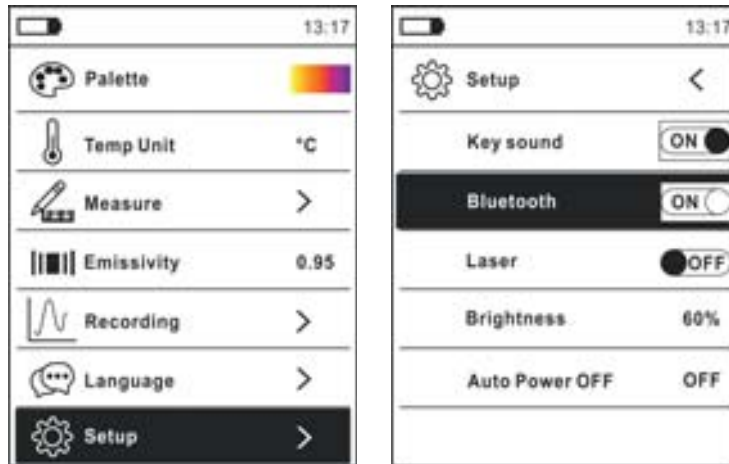 13:17
Palette
Temp Unit °C
Measure >
Emissivity 0.95
Recording >
Language >
Setup >
13:17
Setup <
Key sound ON
Bluetooth ON
Laser OFF
Brightness 60%
Auto Power OFF OFF